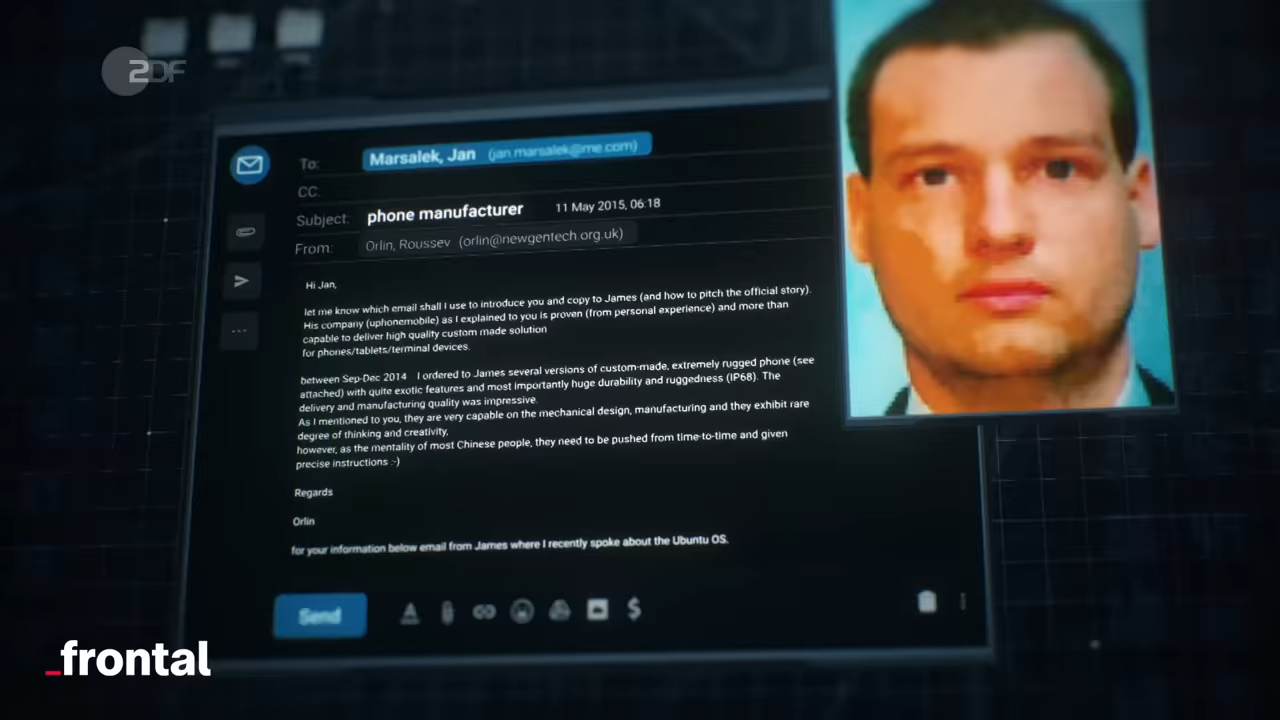 2DF
To: Marsalek, Jan (jan.marsalek@me.com)
CC:
Subject: phone manufacturer 11 May 2015, 06:18
From: Orlin, Roussev (orlin@newgentech.org.uk)
Hi Jan,
let me know which email shall I use to introduce you and copy to James (and how to pitch the official story).
His company (uphonemobile) as I explained to you is proven (from personal experience) and more than
capable to deliver high quality custom made solution
for phones/tablets/terminal devices.
between Sep-Dec 2014 I ordered to James several versions of custom-made, extremely rugged phone (see
attached) with quite exotic features and most importantly huge durability and ruggedness (IP68). The
delivery and manufacturing quality was impressive.
As I mentioned to you, they are very capable on the mechanical design, manufacturing and they exhibit rare
degree of thinking and creativity,
however, as the mentality of most Chinese people, they need to be pushed from time-to-time and given
precise instructions :-)
Regards
Orlin
for your information below email from James where I recently spoke about the Ubuntu OS.
Send
_frontal